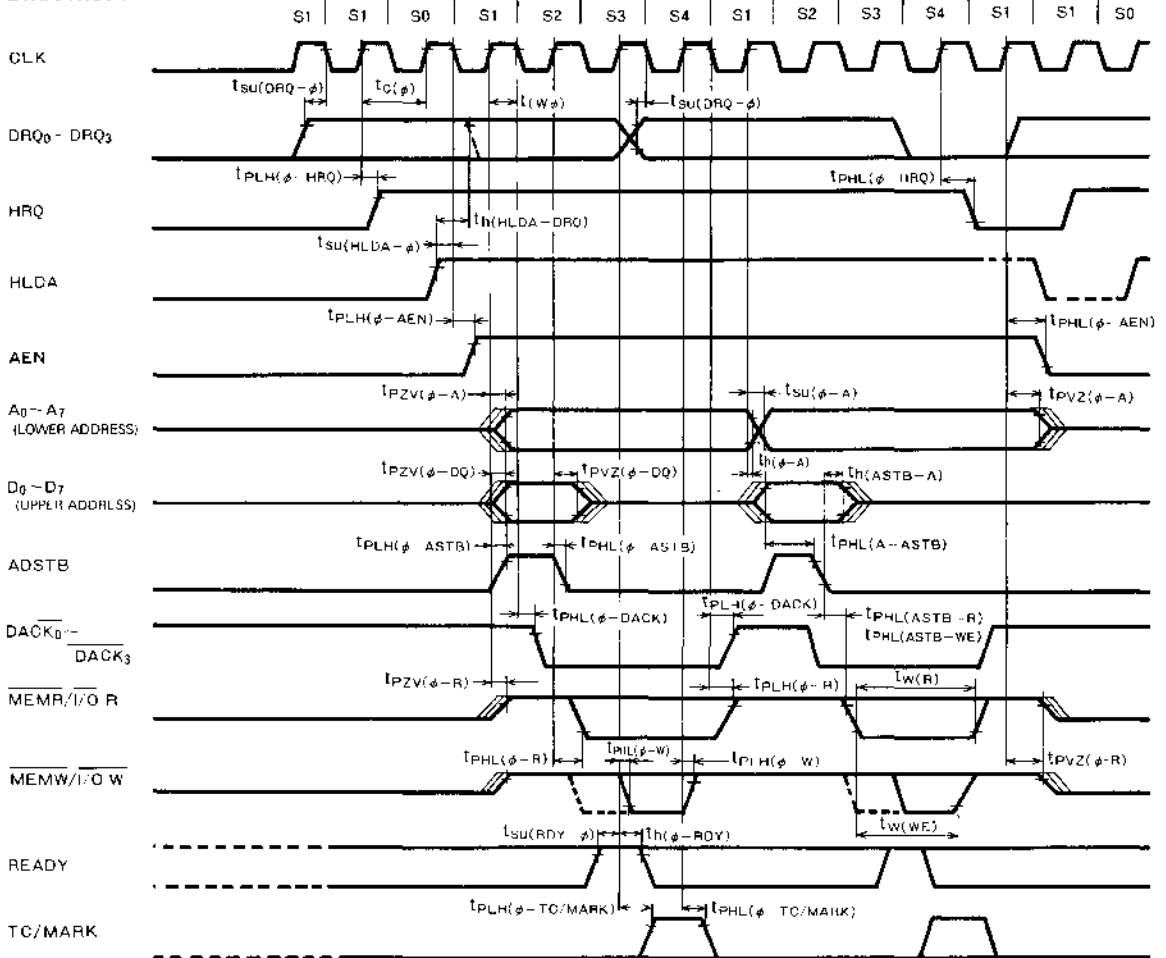 S1 S1 S0 S1 S2 S3 S4 S1 S2 S3 S4 S1 S1 S0
CLK
tsu(DRQ-φ) tC(φ) t(Wφ) tsu(DRQ-φ)
DRQ0 - DRQ3
tPLH(φ-HRQ) tPHL(φ HRQ)
HRQ
th(HLDA-DRQ)
tsu(HLDA-φ)
HLDA
tPLH(φ-AEN) tPHL(φ-AEN)
AEN
tPZV(φ-A) tsu(φ-A) tPVZ(φ-A)
A0~A7
(LOWER ADDRESS)
th(φ-A)
tPZV(φ-DQ) tPVZ(φ-DQ) th(ASTB-A)
D0~D7
(UPPER ADDRESS)
tPLH(φ ASTB) tPHL(φ ASTB) tPHL(A-ASTB)
ADSTB
tPHL(φ-DACK) tPLH(φ-DACK) tPHL(ASTB-R)
tPHL(ASTB-WE)
DACK0~
DACK3
tPZV(φ-R) tPLH(φ-R) tW(R)
MEMR/I/O R
tPHL(φ-R) tPHL(φ-W) tPLH(φ W) tPVZ(φ-R)
MEMW/I/O W
tW(WE)
tsu(RDY φ) th(φ-RDY)
READY
tPLH(φ-TC/MARK) tPHL(φ TC/MARK)
TC/MARK